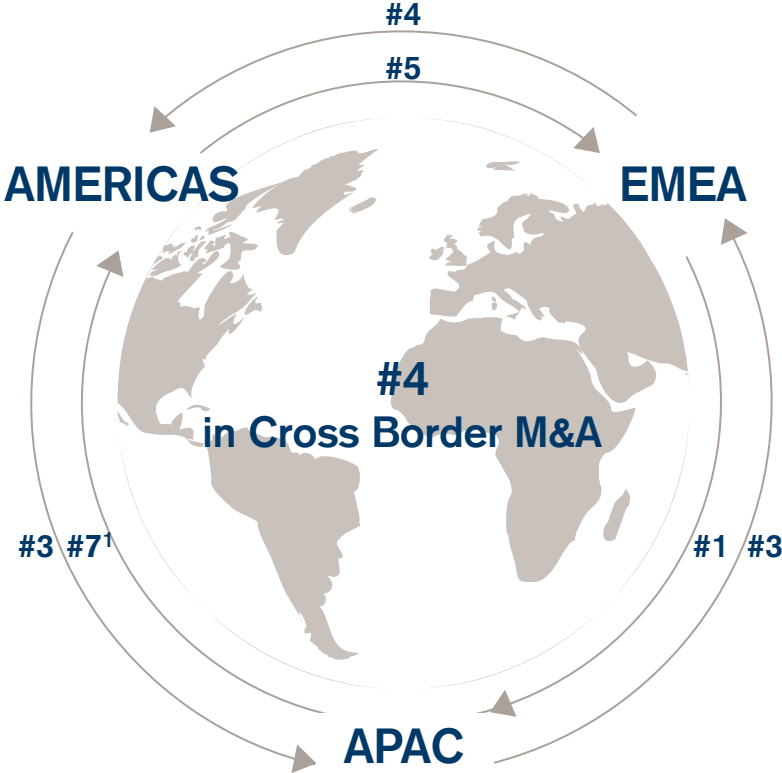 #4
#5
AMERICAS
EMEA
#4
in Cross Border M&A
#3 #7¹
#1 #3
APAC